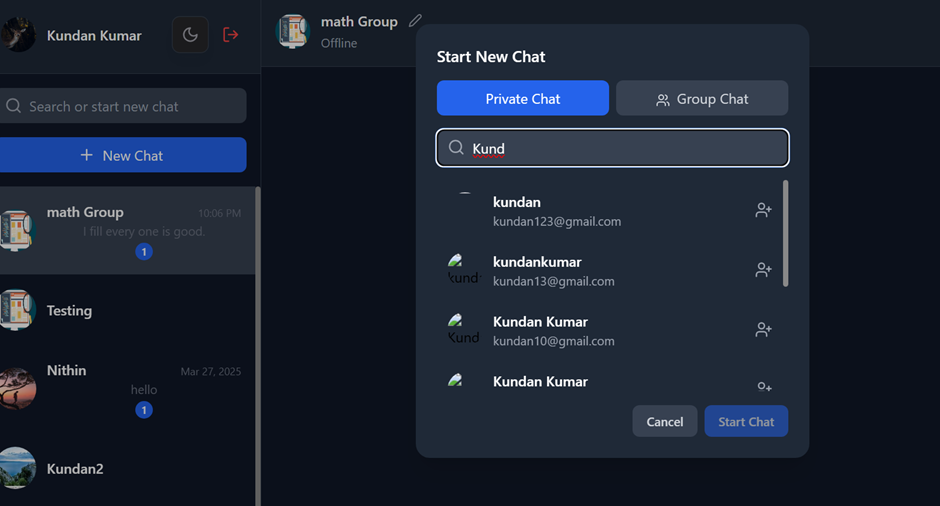 Kundan Kumar
Search or start new chat
New Chat
math Group 10:06 PM
I fill every one is good.
1
Testing
Nithin Mar 27, 2025
hello
1
Kundan2
math Group
Offline
Start New Chat
Private Chat Group Chat
Kund
kundan
kundan123@gmail.com
kundankumar
kundan13@gmail.com
kund
Kundan Kumar
kundan10@gmail.com
Kund
Kundan Kumar
Cancel Start Chat